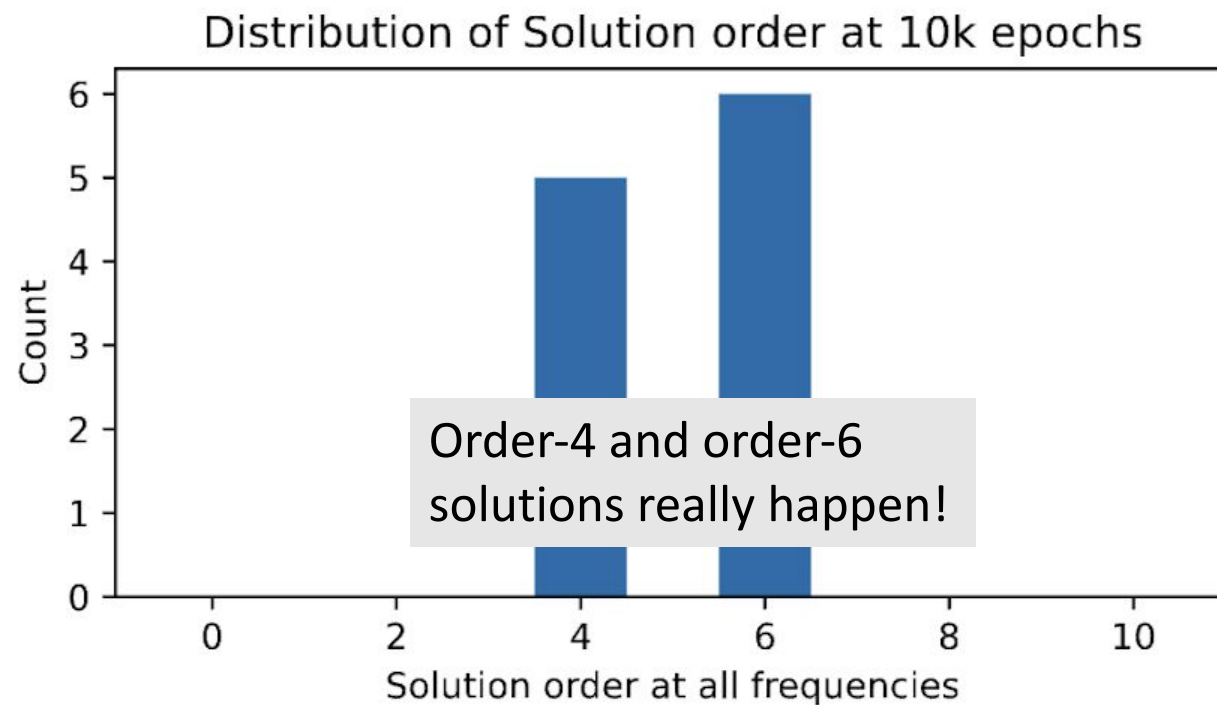 Distribution of Solution order at 10k epochs
6
5
4
3
2
1
0
Count
Order-4 and order-6
solutions really happen!
0 2 4 6 8 10
Solution order at all frequencies